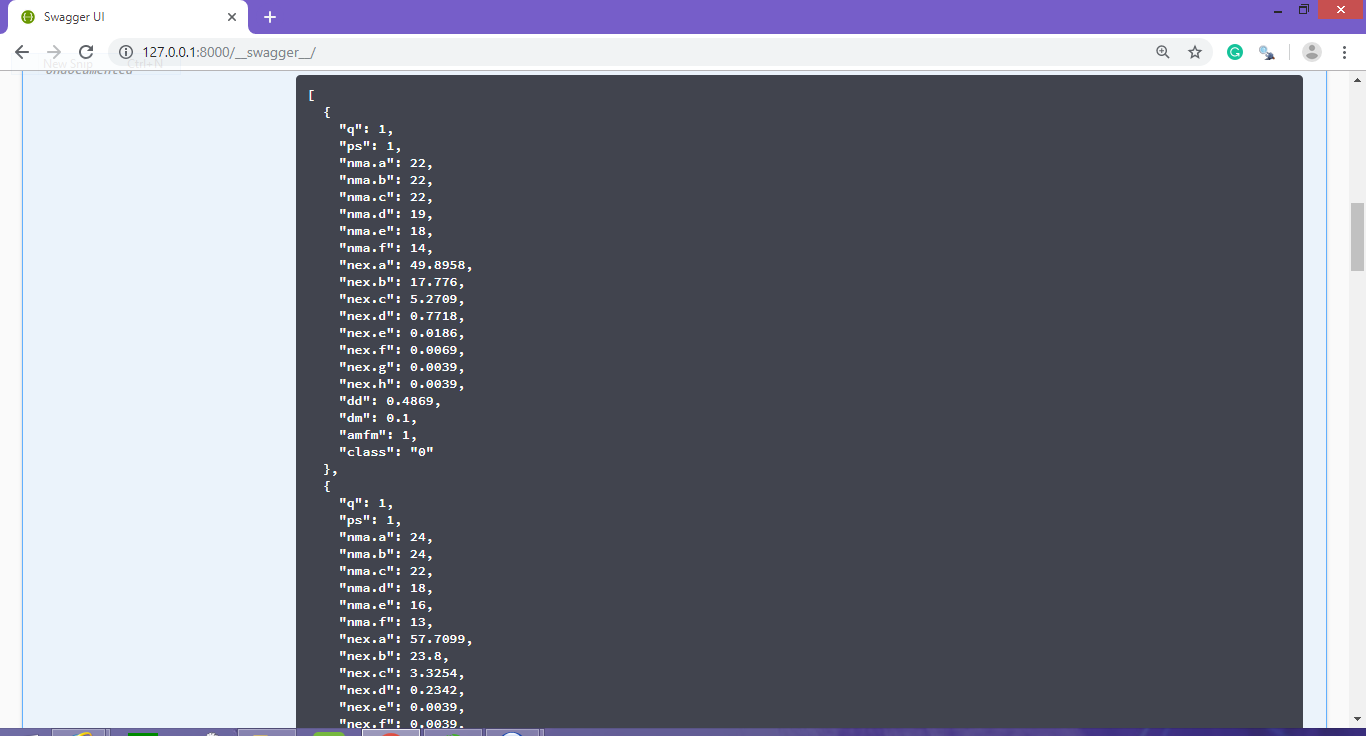 Swagger UI
127.0.0.1:8000/__swagger__/
New Snip Ctrl+N
Undocumented
[
{
"q": 1,
"ps": 1,
"nma.a": 22,
"nma.b": 22,
"nma.c": 22,
"nma.d": 19,
"nma.e": 18,
"nma.f": 14,
"nex.a": 49.8958,
"nex.b": 17.776,
"nex.c": 5.2709,
"nex.d": 0.7718,
"nex.e": 0.0186,
"nex.f": 0.0069,
"nex.g": 0.0039,
"nex.h": 0.0039,
"dd": 0.4869,
"dm": 0.1,
"amfm": 1,
"class": "0"
},
{
"q": 1,
"ps": 1,
"nma.a": 24,
"nma.b": 24,
"nma.c": 22,
"nma.d": 18,
"nma.e": 16,
"nma.f": 13,
"nex.a": 57.7099,
"nex.b": 23.8,
"nex.c": 3.3254,
"nex.d": 0.2342,
"nex.e": 0.0039,
"nex.f": 0.0039,